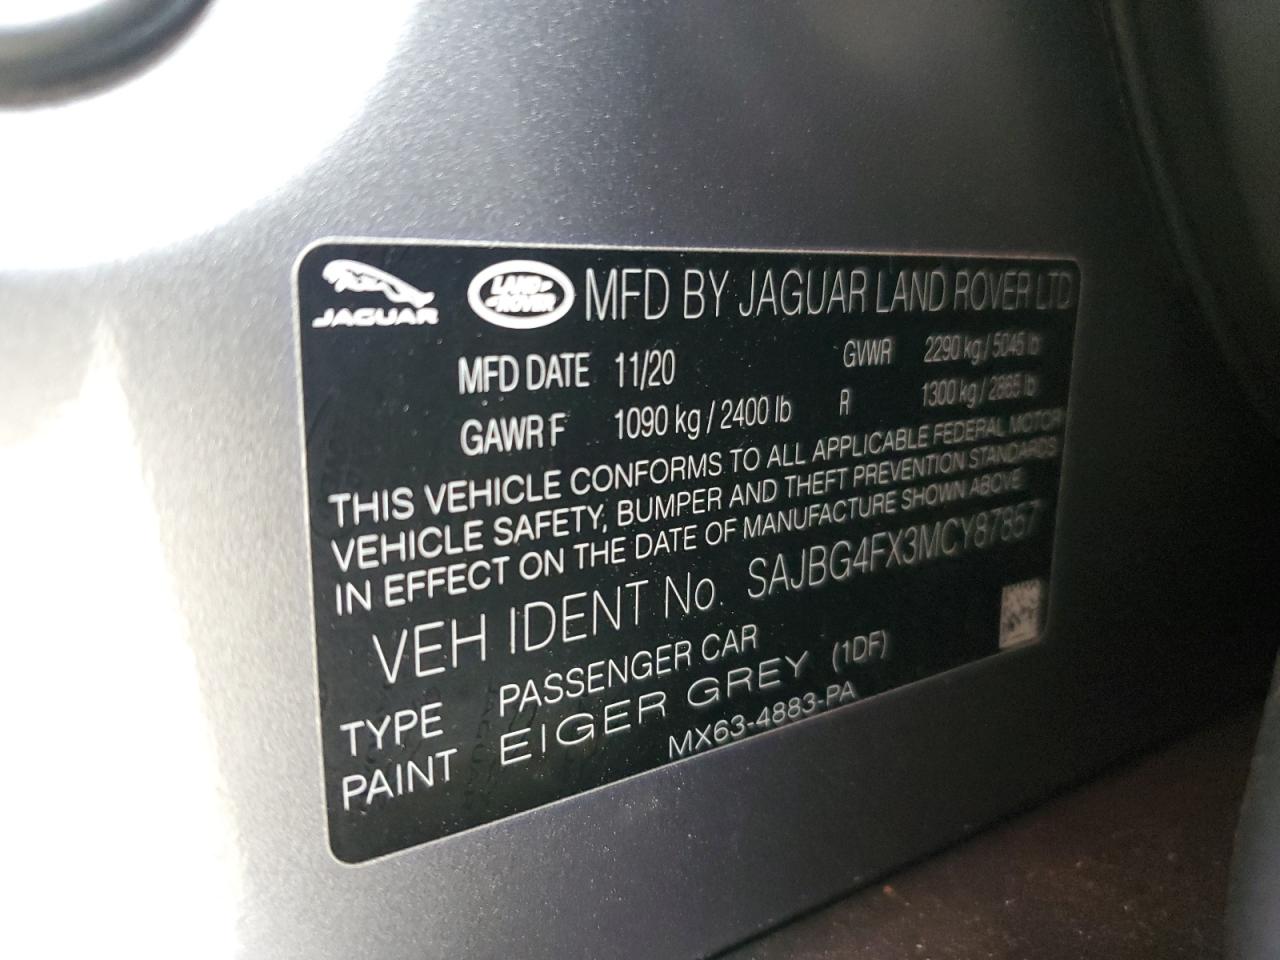 JAGUAR LAND ROVER MFD BY JAGUAR LAND ROVER LTD
MFD DATE 11/20 GVWR 2290 kg / 5045 lb
GAWR F 1090 kg / 2400 lb R 1300 kg / 2865 lb
THIS VEHICLE CONFORMS TO ALL APPLICABLE FEDERAL MOTOR
VEHICLE SAFETY, BUMPER AND THEFT PREVENTION STANDARDS
IN EFFECT ON THE DATE OF MANUFACTURE SHOWN ABOVE
VEH IDENT No. SAJBG4FX3MCY87857
TYPE PASSENGER CAR
PAINT EIGER GREY (1DF)
MX63-4883-PA